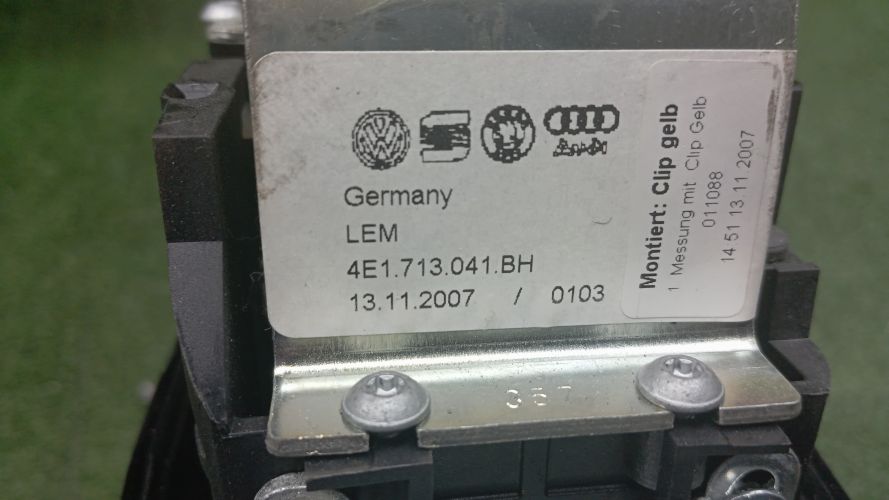 Germany
LEM
4E1.713.041.BH
13.11.2007 / 0103
Montiert: Clip gelb
1 Messung mit Clip Gelb
011088
14 51 13.11.2007
367